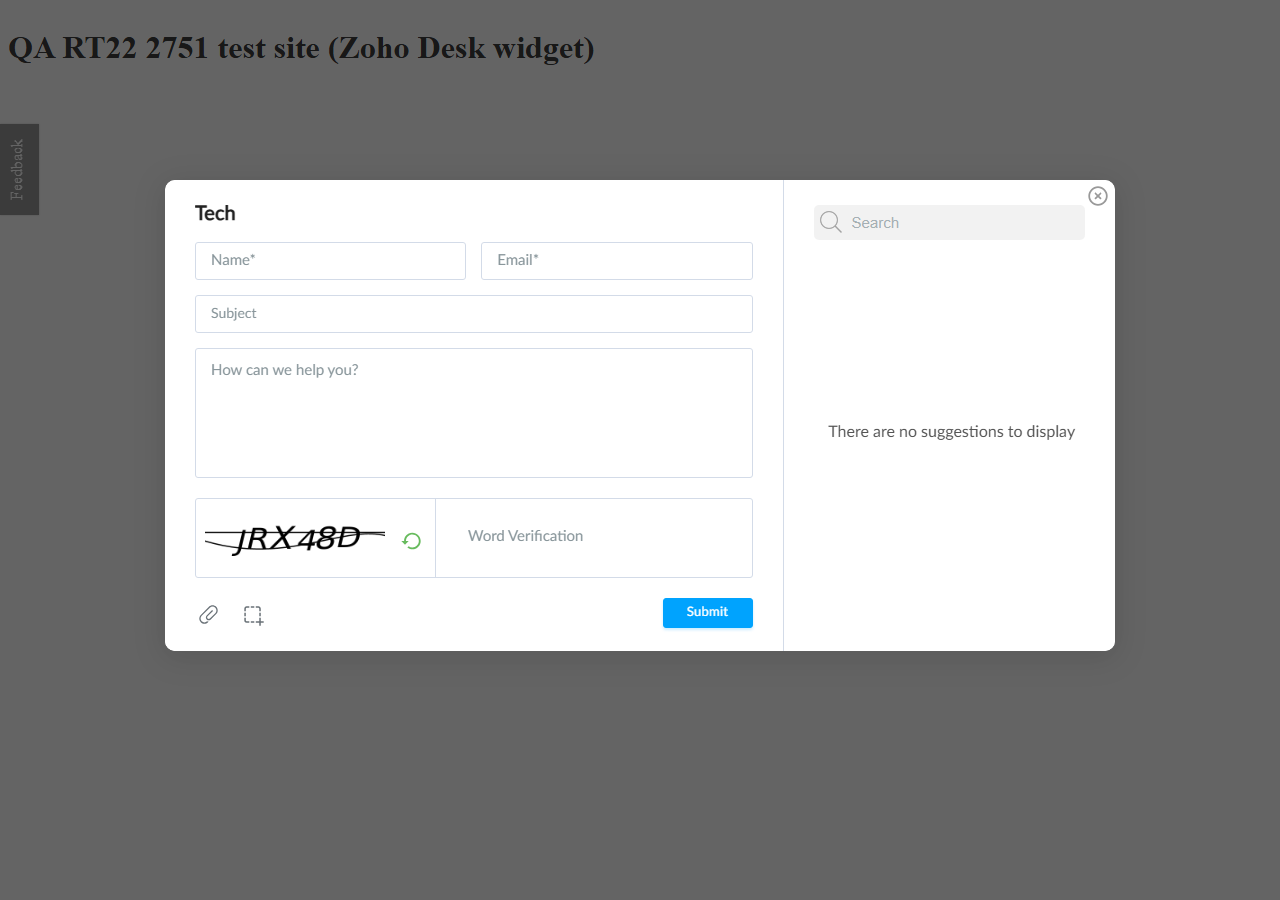 QA RT22 2751 test site (Zoho Desk widget)
Feedback
Tech
Name*
Email*
Subject
How can we help you?
JRX48D
Word Verification
Submit
Search
There are no suggestions to display